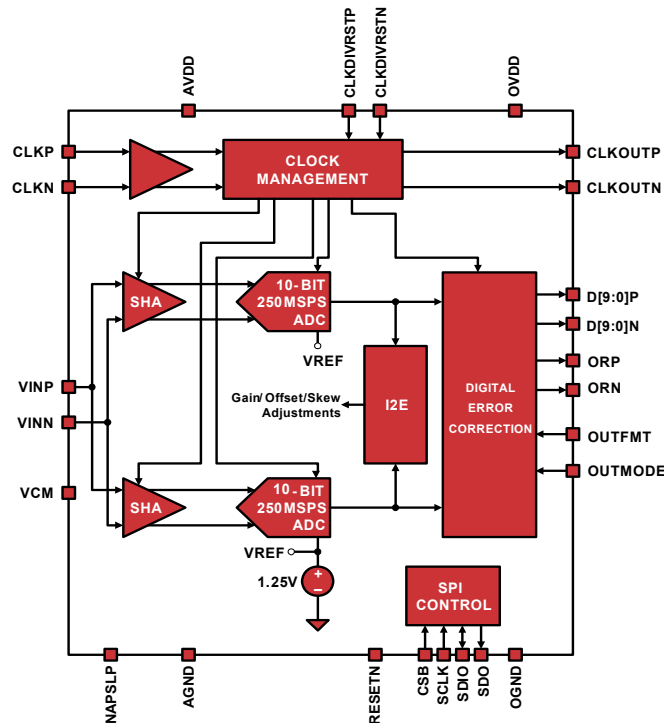 AVDD
CLKDIVRSTP
CLKDIVRSTN
OVDD
CLKP
CLKN
CLOCK
MANAGEMENT
CLKOUTP
CLKOUTN
SHA
10-BIT
250MSPS
ADC
VREF
D[9:0]P
D[9:0]N
ORP
ORN
OUTFMT
OUTMODE
VINP
VINN
VCM
Gain/Offset/Skew
Adjustments
I2E
DIGITAL
ERROR
CORRECTION
SHA
10-BIT
250MSPS
ADC
VREF
1.25V
+
−
SPI
CONTROL
NAPSLP
AGND
RESETN
CSB
SCLK
SDIO
SDO
OGND